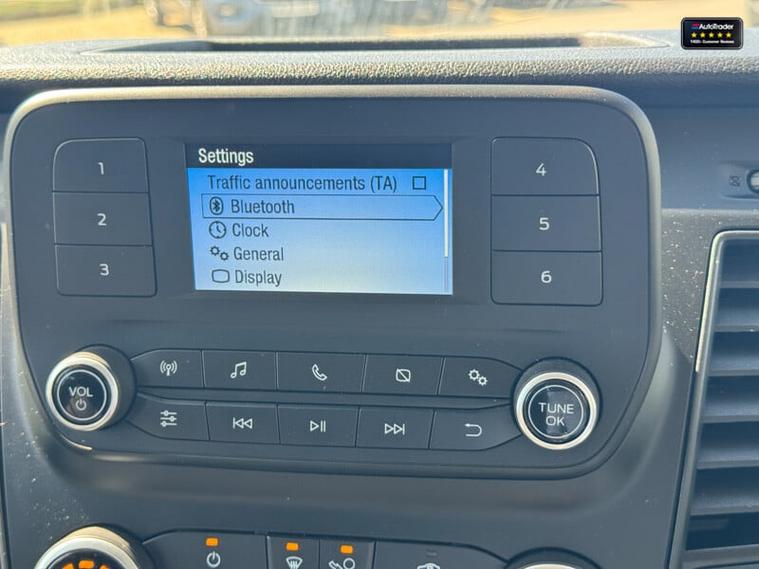 AutoTrader
Settings
1
4
Traffic announcements (TA)
Bluetooth
2
5
Clock
General
3
6
Display
VOL
TUNE
OK